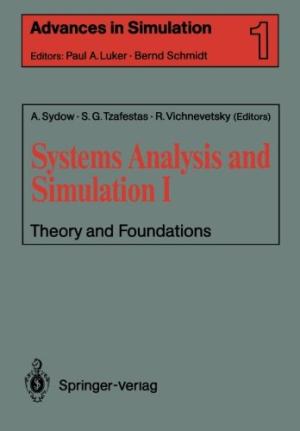 Advances in Simulation
Editors: Paul A. Luker · Bernd Schmidt
1
A. Sydow · S. G. Tzafestas · R. Vichnevetsky (Editors)
Systems Analysis and
Simulation I
Theory and Foundations
Springer-Verlag